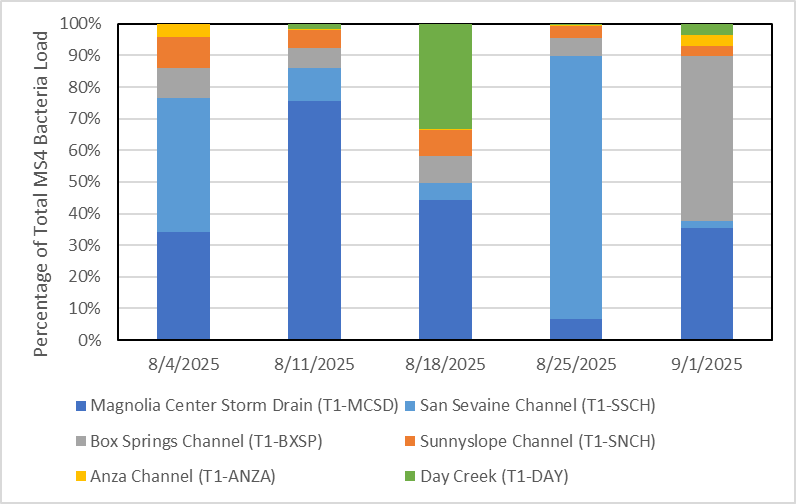 Percentage of Total MS4 Bacteria Load
100%
90%
80%
70%
60%
50%
40%
30%
20%
10%
0%
8/4/2025 8/11/2025 8/18/2025 8/25/2025 9/1/2025
Magnolia Center Storm Drain (T1-MCSD) San Sevaine Channel (T1-SSCH)
Box Springs Channel (T1-BXSP) Sunnyslope Channel (T1-SNCH)
Anza Channel (T1-ANZA) Day Creek (T1-DAY)